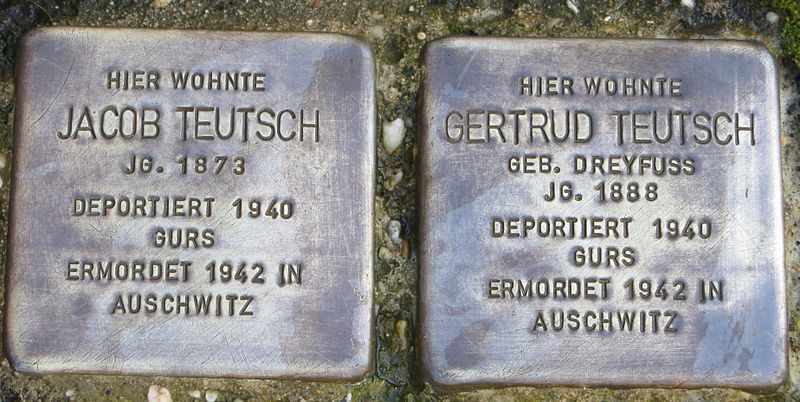 HIER WOHNTE
JACOB TEUTSCH
JG. 1873
DEPORTIERT 1940
GURS
ERMORDET 1942 IN
AUSCHWITZ
HIER WOHNTE
GERTRUD TEUTSCH
GEB. DREYFUSS
JG. 1888
DEPORTIERT 1940
GURS
ERMORDET 1942 IN
AUSCHWITZ